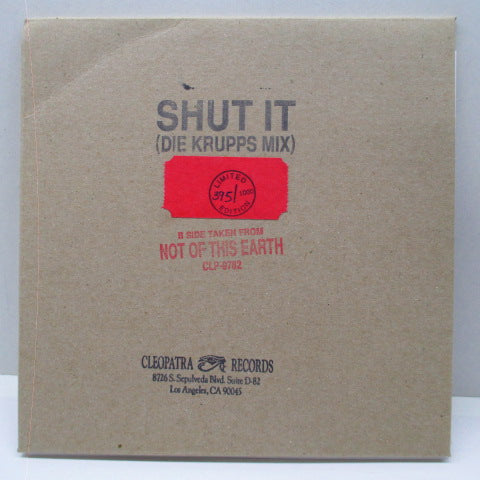 SHUT IT
(DIE KRUPPS MIX)
LIMITED
395/1000
EDITION
B SIDE TAKEN FROM
NOT OF THIS EARTH
CLP-9782
CLEOPATRA RECORDS
8726 S. Sepulveda Blvd. Suite D-82
Los Angeles, CA 90045